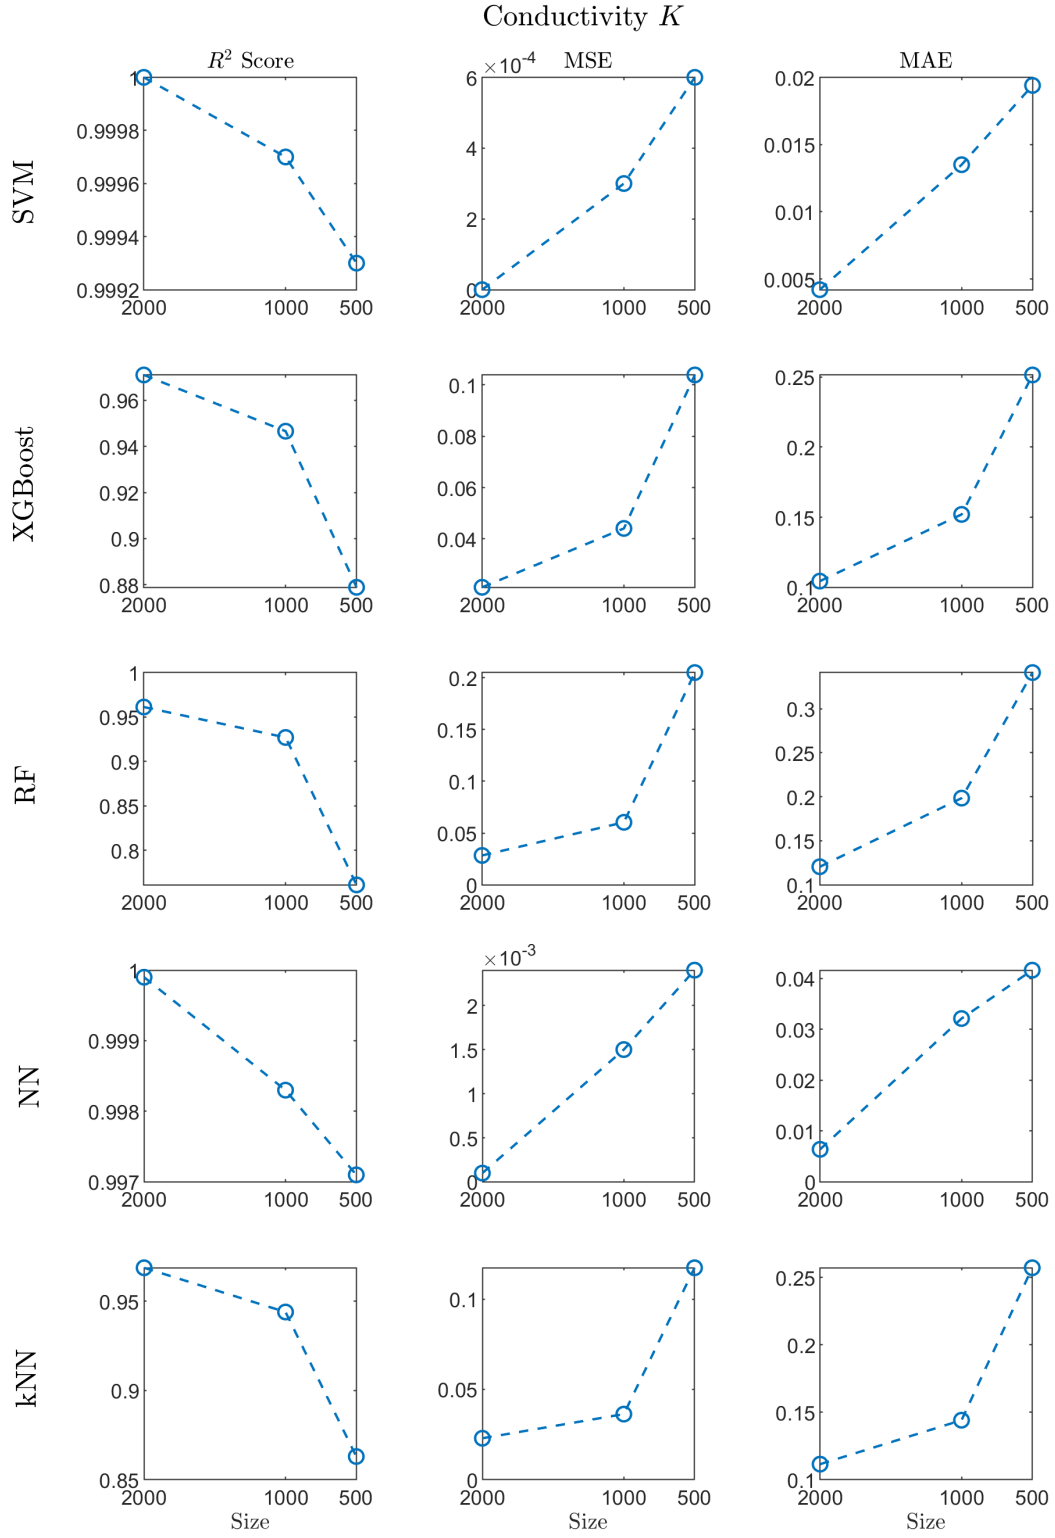 Conductivity K
R² Score
MSE
MAE
SVM
1
0.9998
0.9996
0.9994
0.9992
2000 1000 500
×10⁻⁴
6
4
2
0
2000 1000 500
0.02
0.015
0.01
0.005
2000 1000 500
XGBoost
0.96
0.94
0.92
0.9
0.88
2000 1000 500
0.1
0.08
0.06
0.04
2000 1000 500
0.25
0.2
0.15
0.1
2000 1000 500
RF
1
0.95
0.9
0.85
0.8
2000 1000 500
0.2
0.15
0.1
0.05
0
2000 1000 500
0.3
0.25
0.2
0.15
0.1
2000 1000 500
NN
1
0.999
0.998
0.997
2000 1000 500
×10⁻³
2
1.5
1
0.5
0
2000 1000 500
0.04
0.03
0.02
0.01
0
2000 1000 500
kNN
0.95
0.9
0.85
2000 1000 500
Size
0.1
0.05
0
2000 1000 500
Size
0.25
0.2
0.15
0.1
2000 1000 500
Size